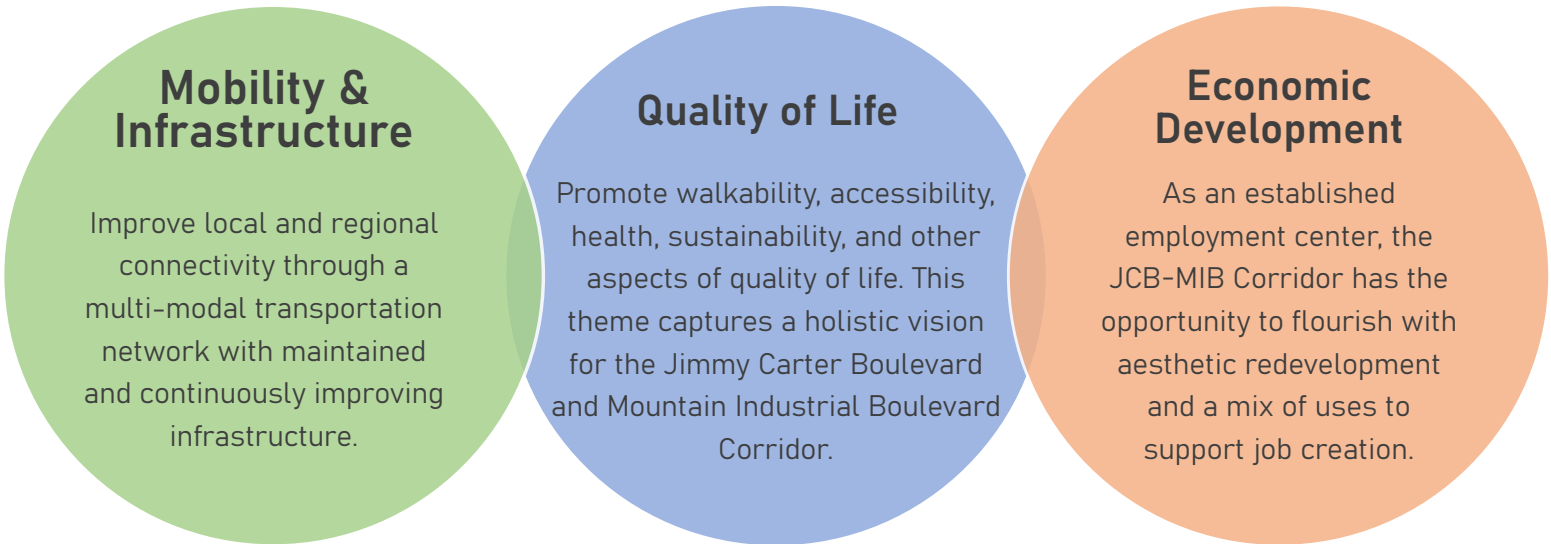 Mobility &
Infrastructure
Improve local and regional
connectivity through a
multi-modal transportation
network with maintained
and continuously improving
infrastructure.
Quality of Life
Promote walkability, accessibility,
health, sustainability, and other
aspects of quality of life. This
theme captures a holistic vision
for the Jimmy Carter Boulevard
and Mountain Industrial Boulevard
Corridor.
Economic
Development
As an established
employment center, the
JCB-MIB Corridor has the
opportunity to flourish with
aesthetic redevelopment
and a mix of uses to
support job creation.